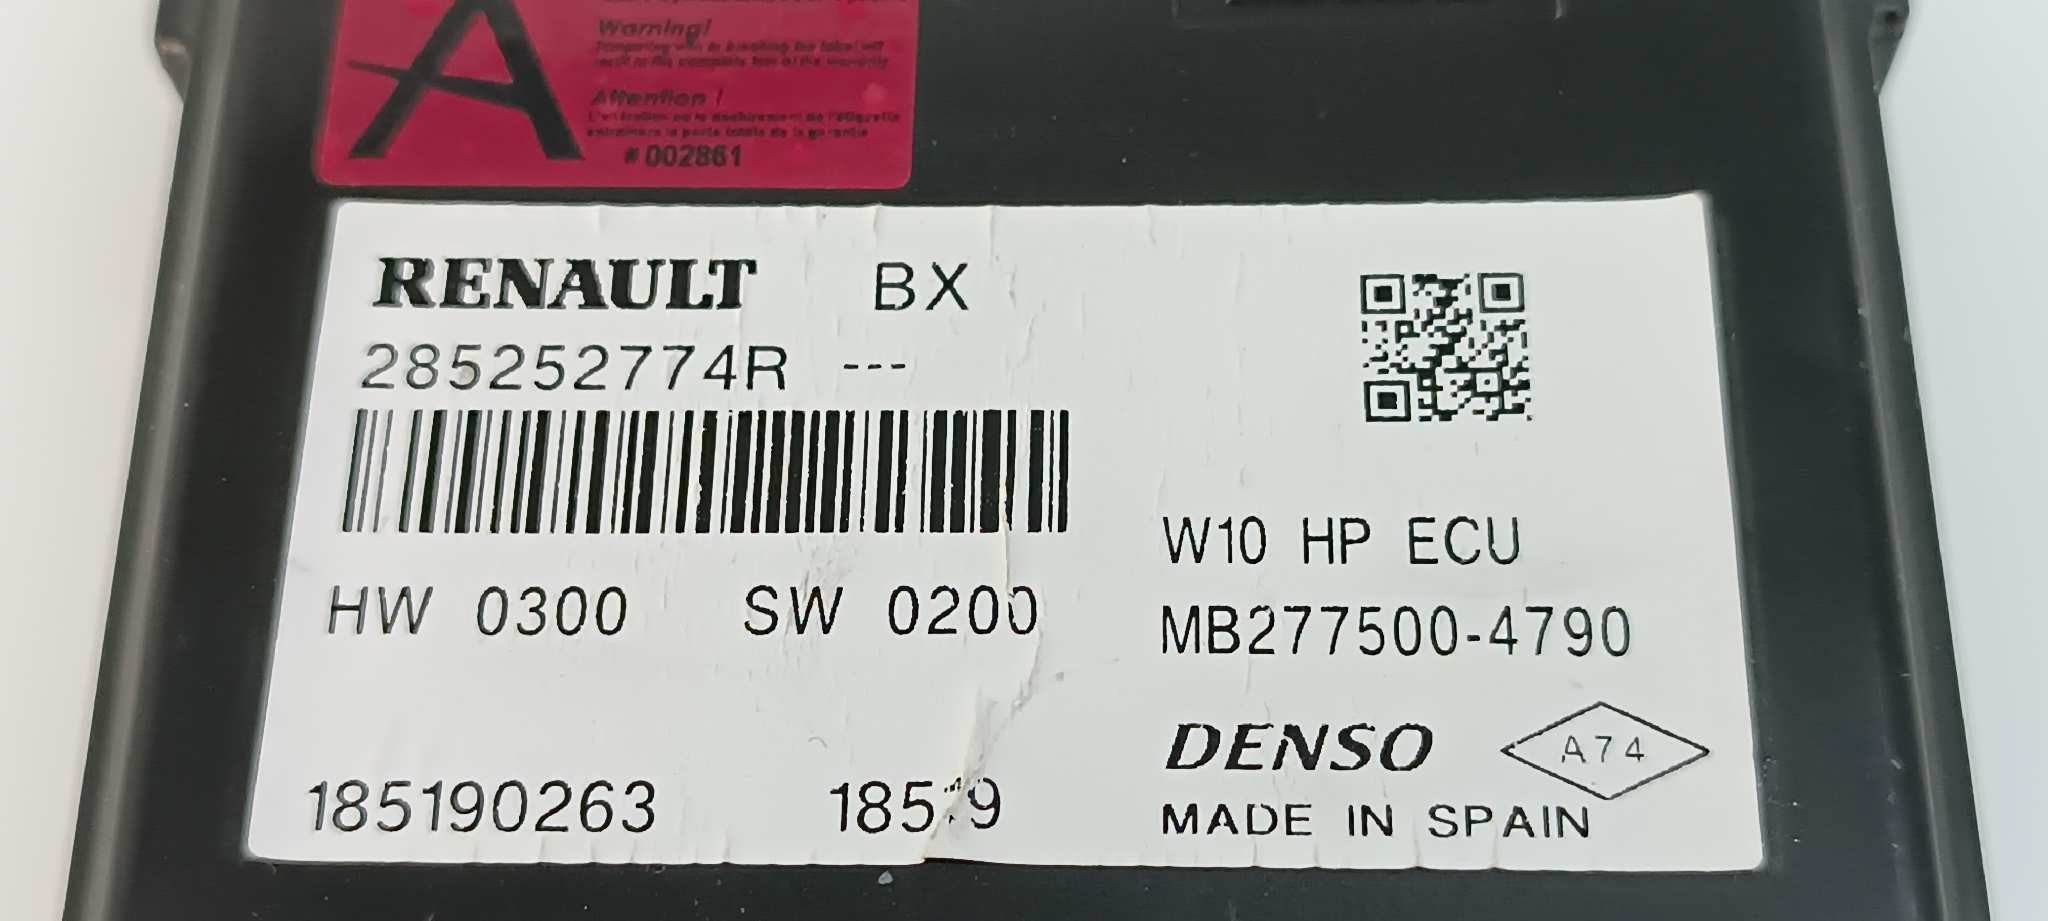 A
Warning!
Attention !
# 002861
RENAULT BX
285252774R ---
HW 0300 SW 0200
W10 HP ECU
MB277500-4790
DENSO A74
185190263
MADE IN SPAIN